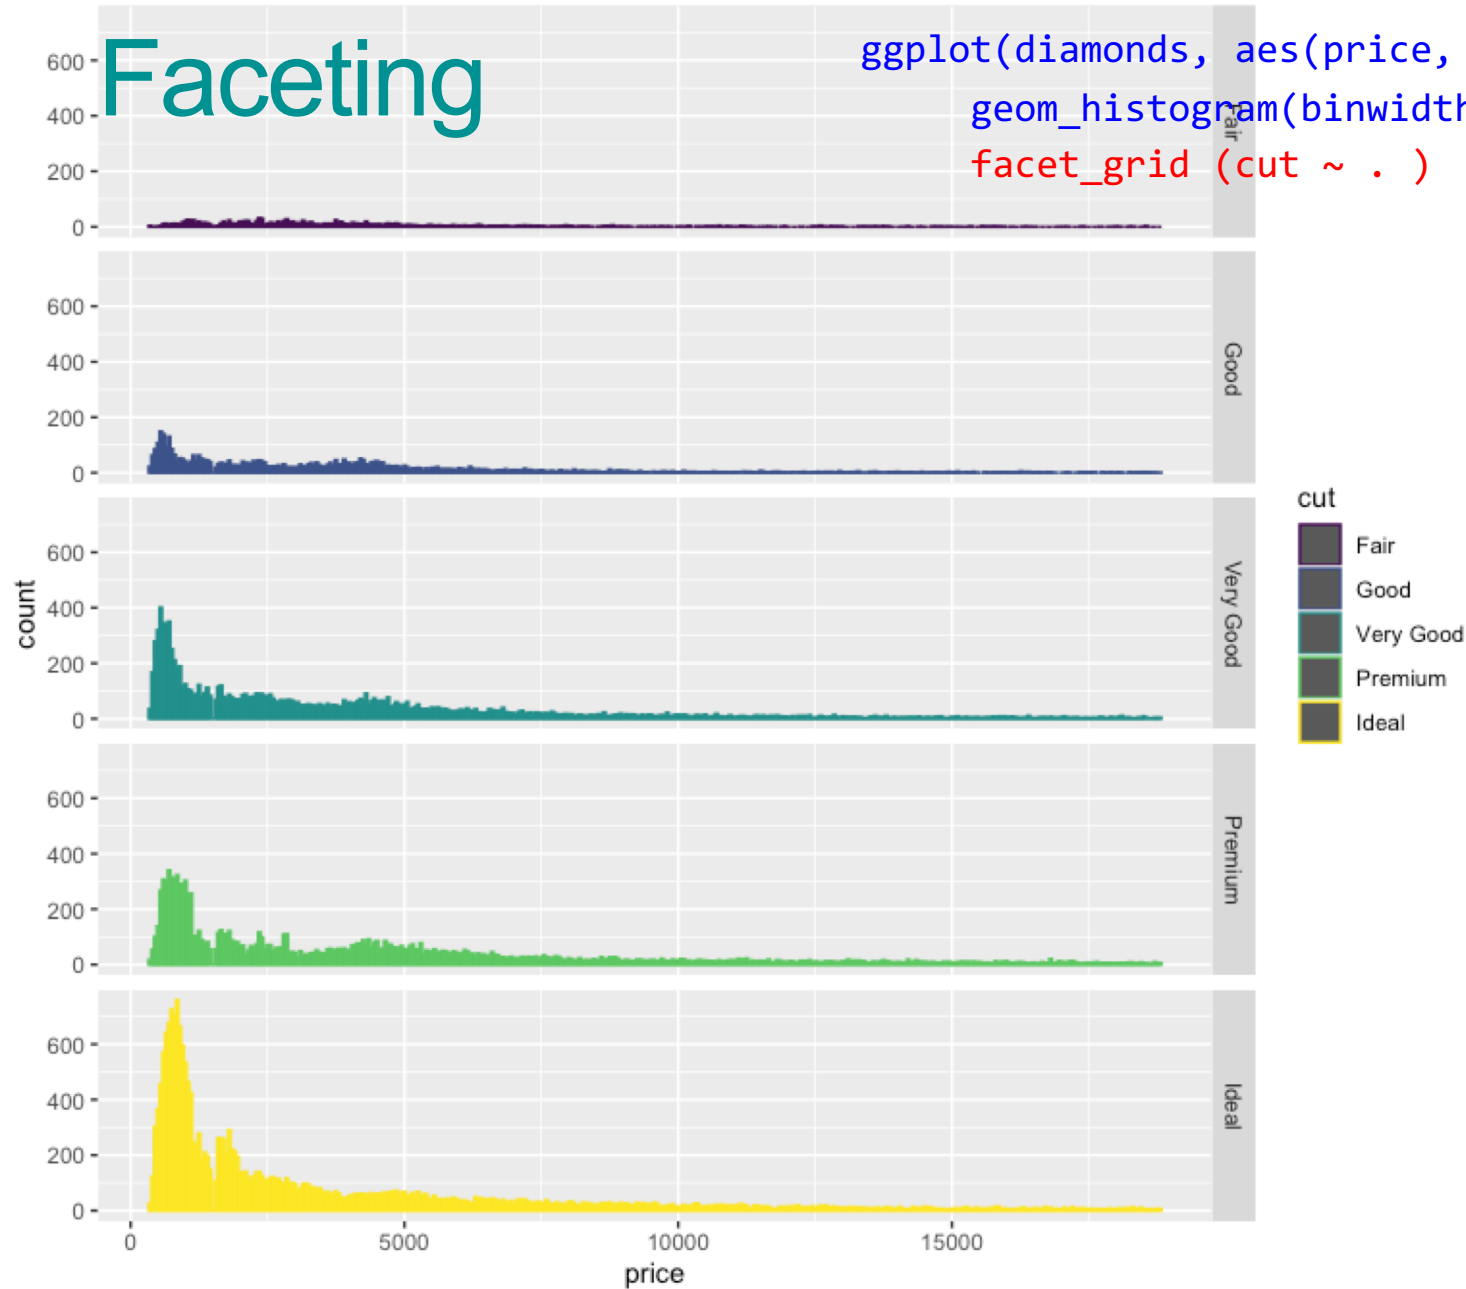 Faceting
ggplot(diamonds, aes(price,
geom_histogram(binwidth
facet_grid (cut ~ . )
600
400
200
0
Fair
600
400
200
0
Good
600
400
200
0
Very Good
600
400
200
0
Premium
600
400
200
0
Ideal
count
0
5000
10000
15000
price
cut
Fair
Good
Very Good
Premium
Ideal